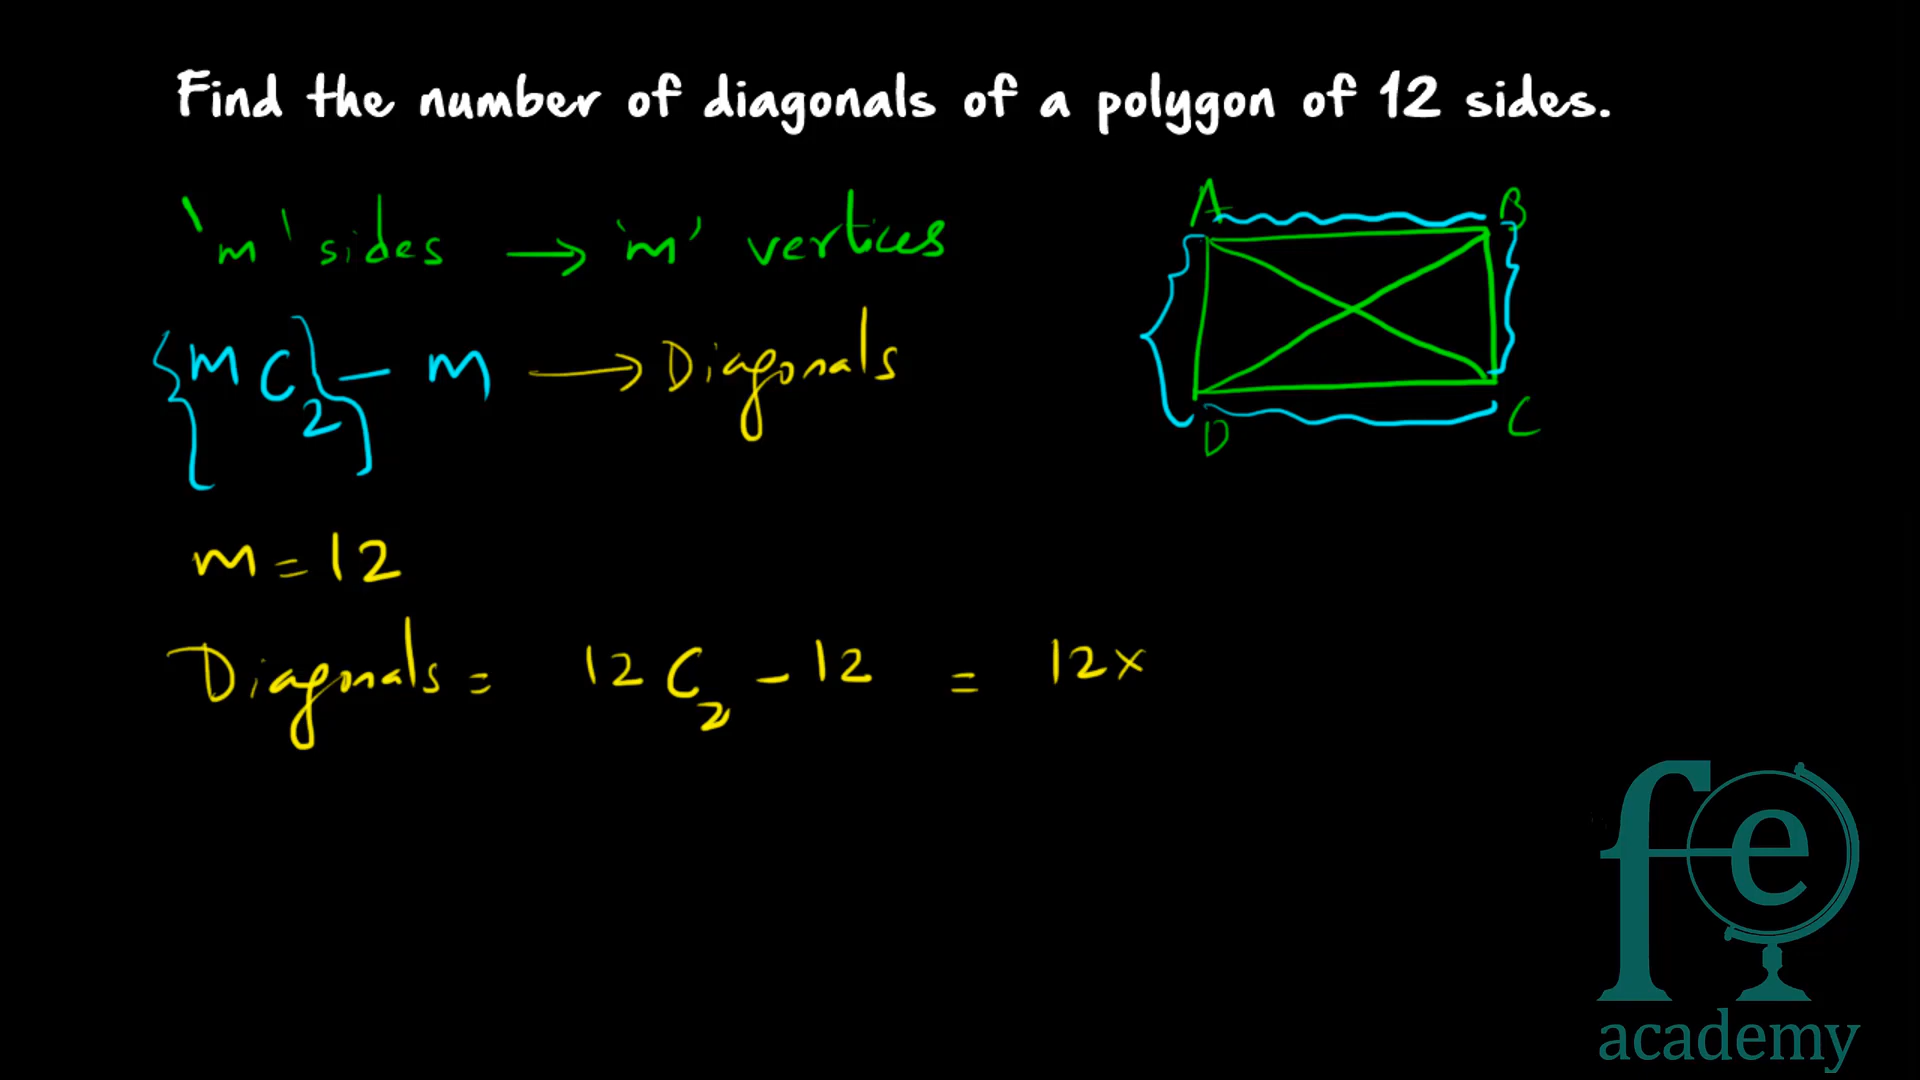 Find the number of diagonals of a polygon of 12 sides.
'm' sides → 'm' vertices
{mC2} - m → Diagonals
A B
D C
m = 12
Diagonals = 12C2 - 12 = 12x
fe
academy